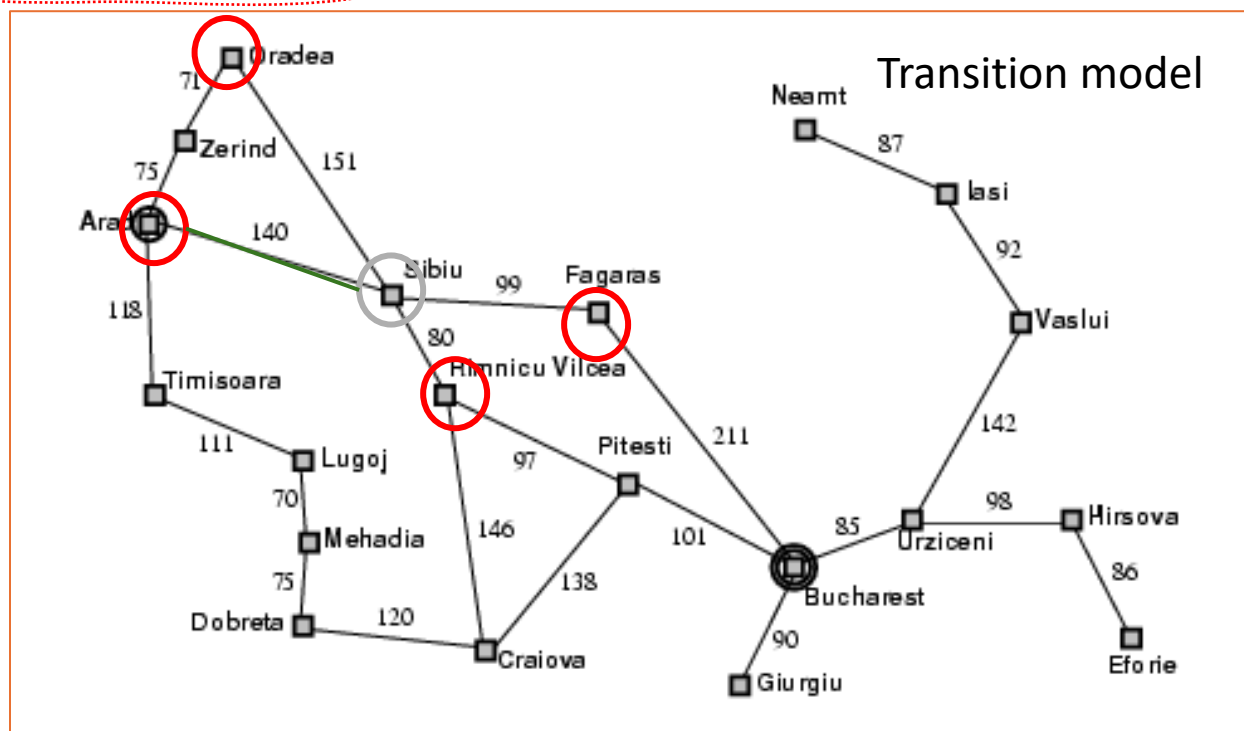 Transition model
Oradea
71
Neamt
87
Zerind
Iasi
75
151
Arad
140
92
Sibiu
Fagaras
99
118
80
Vaslui
Rimnicu Vilcea
Timisoara
142
111
211
Pitesti
Lugoj
97
70
98
Hirsova
146
85
Mehadia
101
Urziceni
86
75
138
Bucharest
Dobreta
120
90
Craiova
Eforie
Giurgiu